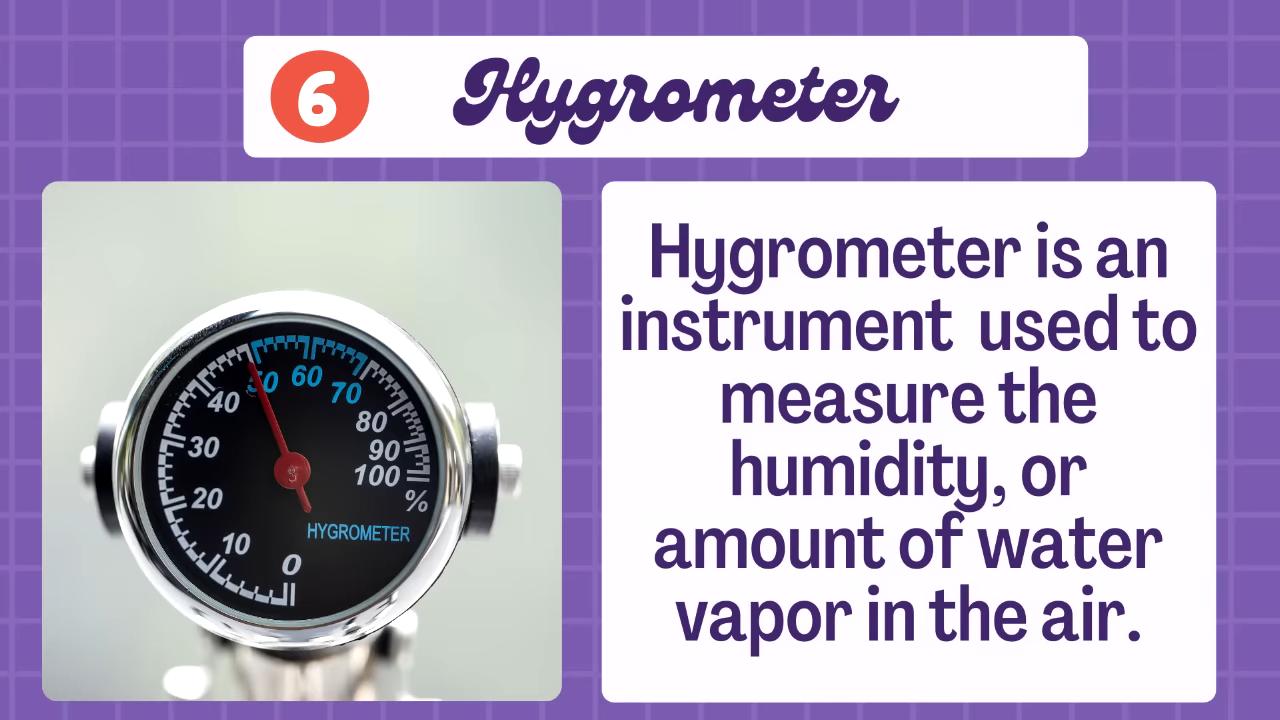 6 Hygrometer
Hygrometer is an
instrument used to
measure the
humidity, or
amount of water
vapor in the air.
50 60 70
40 80
30 90
100
20 %
HYGROMETER
10 0